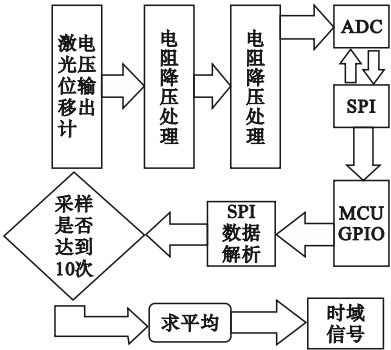 激光位移计
电压输出
电阻降压处理
电阻降压处理
ADC
SPI
MCU
GPIO
SPI
数据
解析
采样
是否
达到
10次
求平均
时域
信号